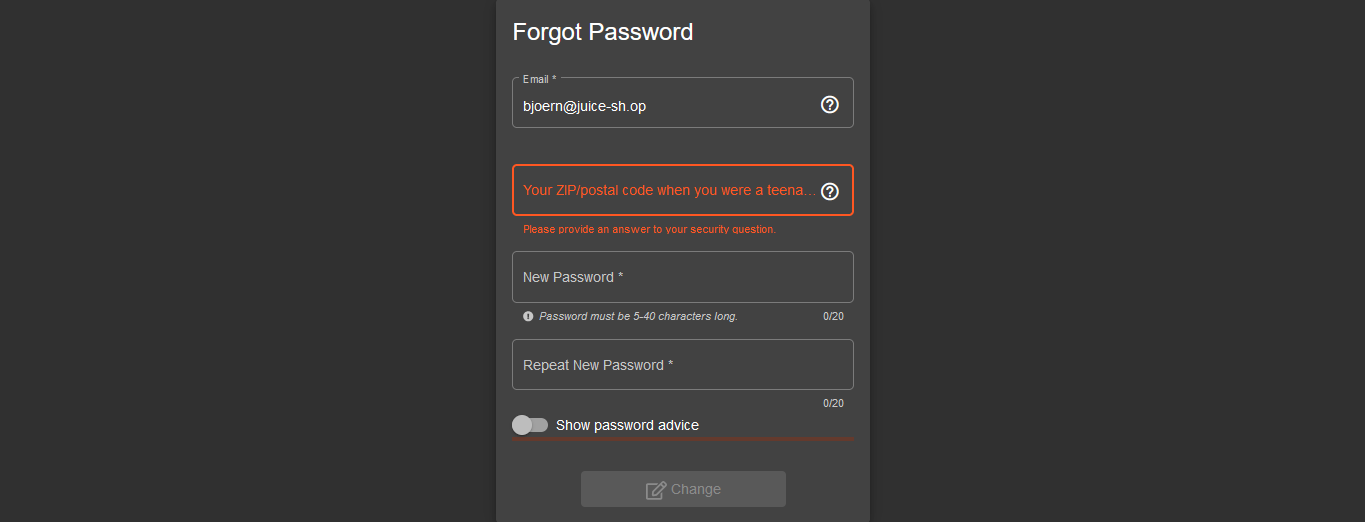 Forgot Password
Email *
bjoern@juice-sh.op
Your ZIP/postal code when you were a teena...
Please provide an answer to your security question.
New Password *
Password must be 5-40 characters long. 0/20
Repeat New Password *
0/20
Show password advice
Change